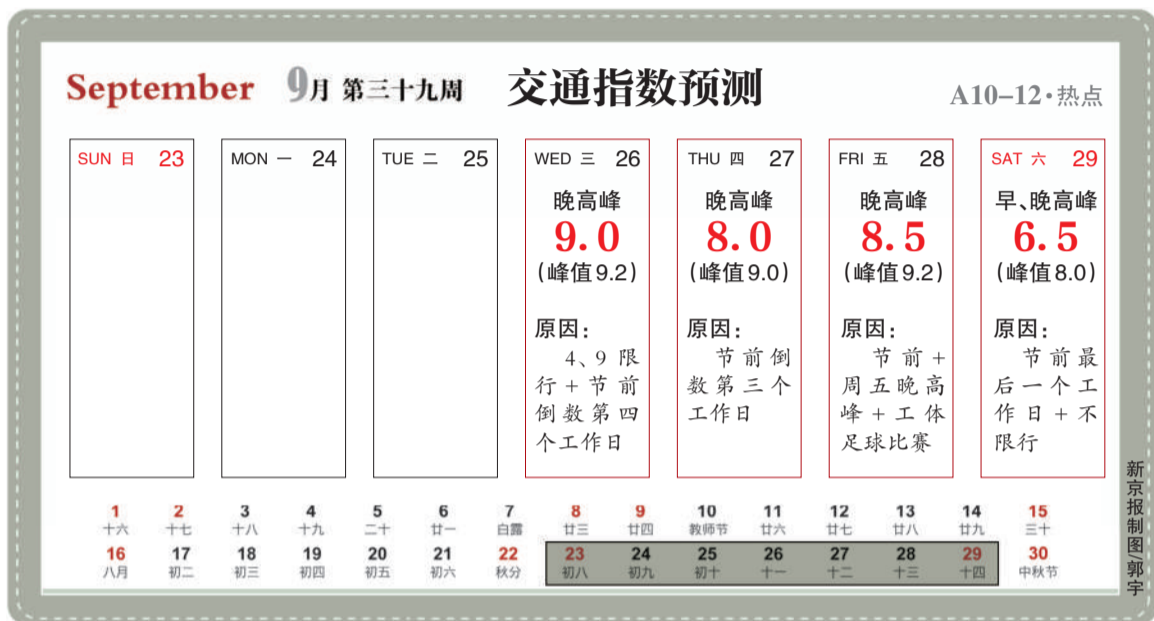 September 9月 第三十九周 交通指数预测 A10-12·热点
SUN 日 23
MON 一 24
TUE 二 25
WED 三 26
晚高峰
9.0
(峰值9.2)
原因:
4、9 限
行+节前
倒数第四
个工作日
THU 四 27
晚高峰
8.0
(峰值9.0)
原因:
节前倒
数第三个
工作日
FRI 五 28
晚高峰
8.5
(峰值9.2)
原因:
节前+
周五晚高
峰+工体
足球比赛
SAT 六 29
早、晚高峰
6.5
(峰值8.0)
原因:
节前最
后一个工
作日+不
限行
1 2 3 4 5 6 7 8 9 10 11 12 13 14 15
十六 十七 十八 十九 二十 廿一 白露 廿三 廿四 教师节 廿六 廿七 廿八 廿九 三十
16 17 18 19 20 21 22 23 24 25 26 27 28 29 30
八月 初二 初三 初四 初五 初六 秋分 初八 初九 初十 十一 十二 十三 十四 中秋节
新京报制图/郭宇